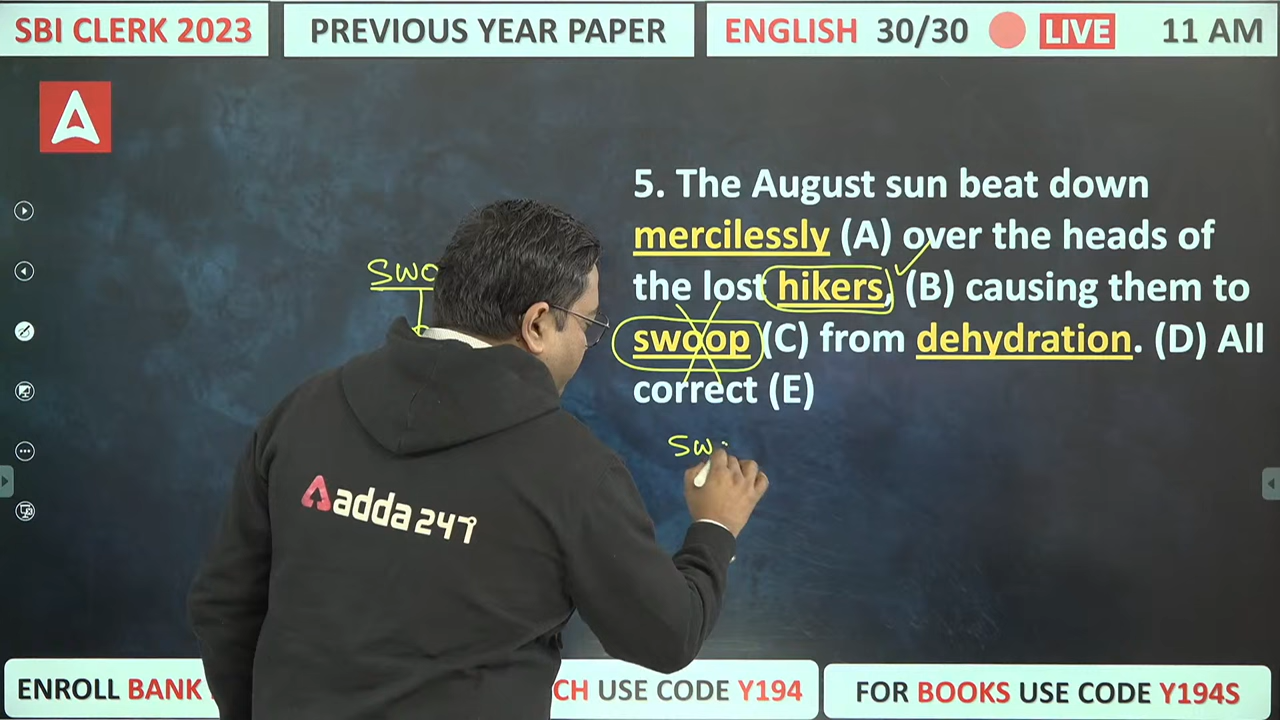 SBI CLERK 2023
PREVIOUS YEAR PAPER
ENGLISH 30/30 LIVE 11 AM
5. The August sun beat down
mercilessly (A) over the heads of
the lost hikers, (B) causing them to
swoop (C) from dehydration. (D) All
correct (E)
adda 247
ENROLL BANK
USE CODE Y194
FOR BOOKS USE CODE Y194S